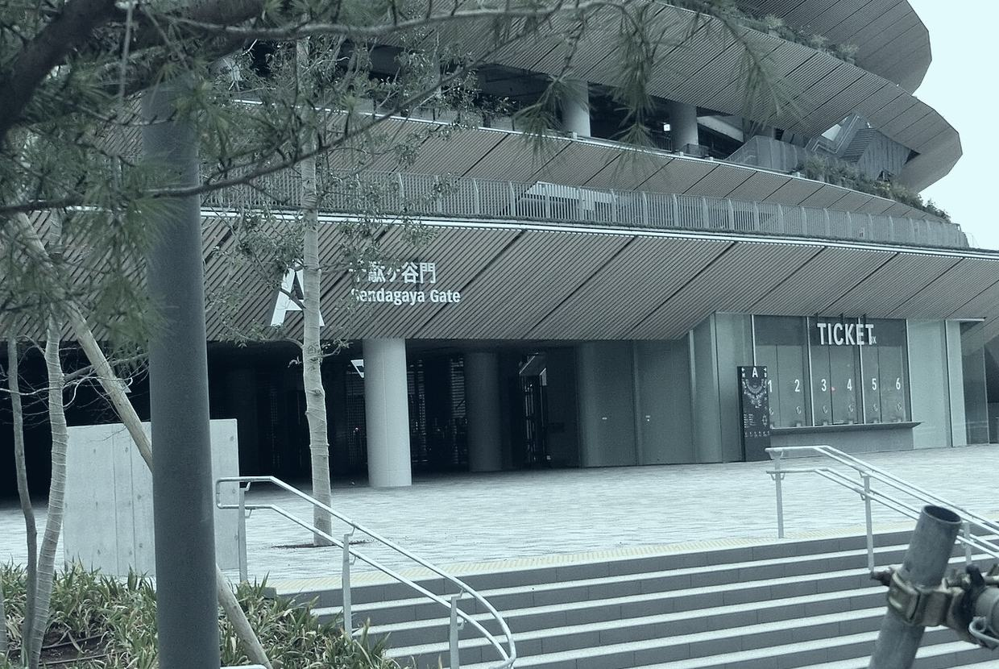 A
千駄ヶ谷門
Sendagaya Gate
TICKET
A
1 2 3 4 5 6